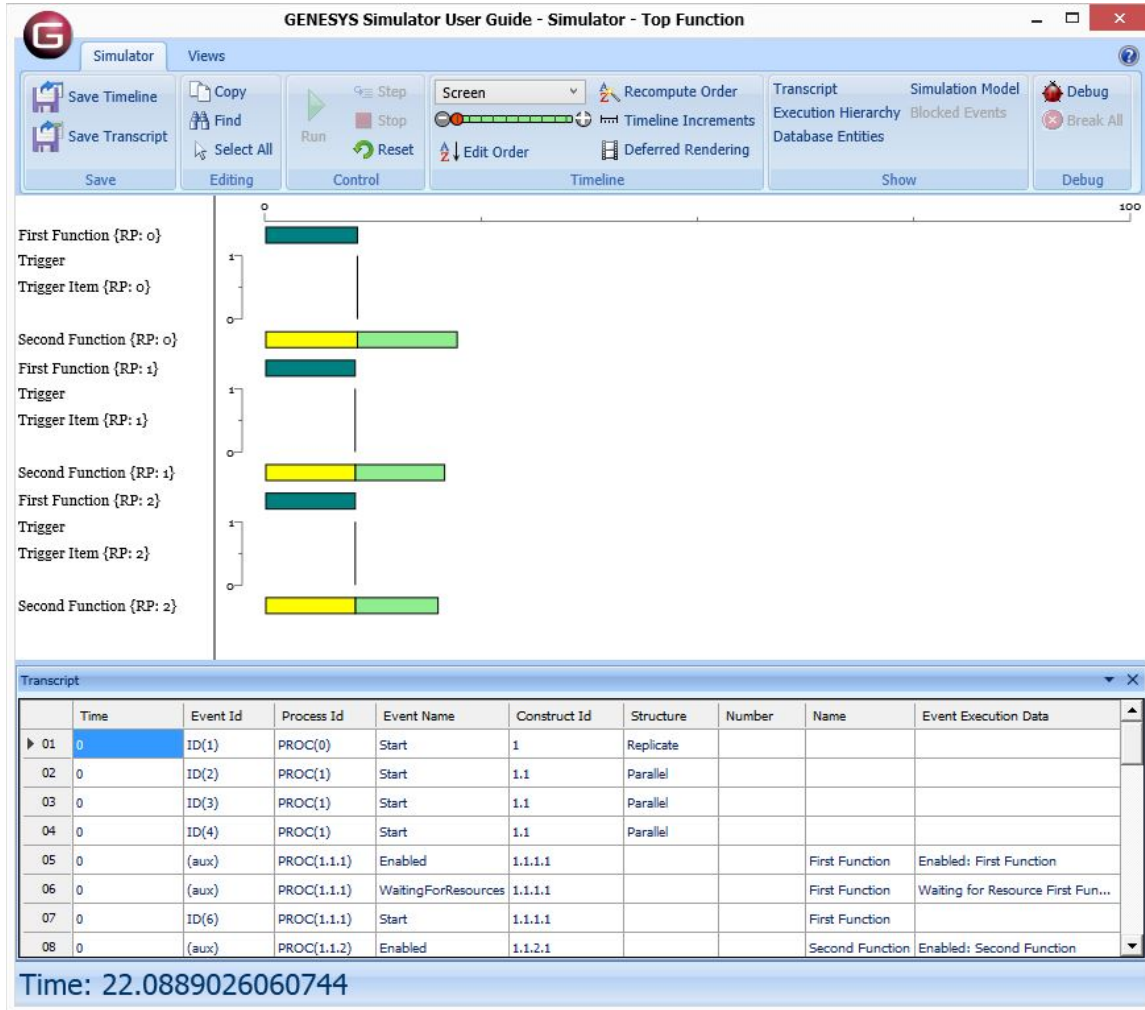 GENESYS Simulator User Guide - Simulator - Top Function
Simulator Views
Save Timeline
Save Transcript
Save
Copy
Find
Select All
Editing
Run
Step
Stop
Reset
Control
Screen
Edit Order
Recompute Order
Timeline Increments
Deferred Rendering
Timeline
Transcript
Execution Hierarchy
Database Entities
Simulation Model
Blocked Events
Show
Debug
Break All
Debug
0 100
First Function {RP: 0}
Trigger 1
Trigger Item {RP: 0}
0
Second Function {RP: 0}
First Function {RP: 1}
Trigger 1
Trigger Item {RP: 1}
0
Second Function {RP: 1}
First Function {RP: 2}
Trigger 1
Trigger Item {RP: 2}
0
Second Function {RP: 2}
Transcript
Time Event Id Process Id Event Name Construct Id Structure Number Name Event Execution Data
01 0 ID(1) PROC(0) Start 1 Replicate
02 0 ID(2) PROC(1) Start 1.1 Parallel
03 0 ID(3) PROC(1) Start 1.1 Parallel
04 0 ID(4) PROC(1) Start 1.1 Parallel
05 0 (aux) PROC(1.1.1) Enabled 1.1.1.1 First Function Enabled: First Function
06 0 (aux) PROC(1.1.1) WaitingForResources 1.1.1.1 First Function Waiting for Resource First Fun...
07 0 ID(6) PROC(1.1.1) Start 1.1.1.1 First Function
08 0 (aux) PROC(1.1.2) Enabled 1.1.2.1 Second Function Enabled: Second Function
Time: 22.0889026060744